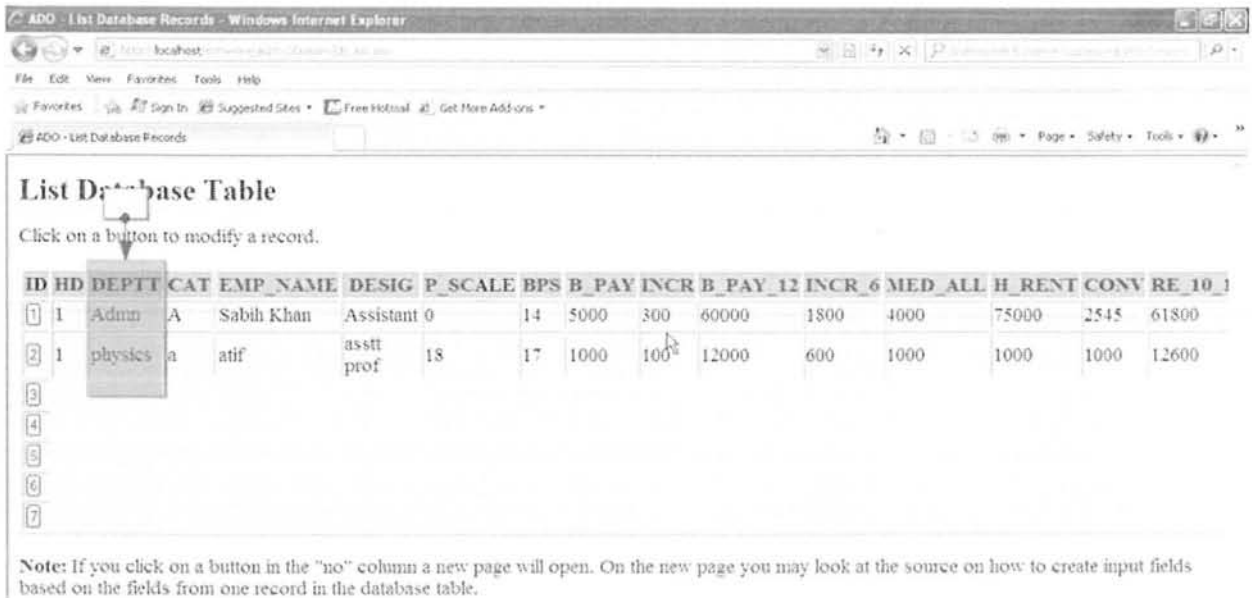 ADO - List Database Records - Windows Internet Explorer
localhost
File Edit View Favorites Tools Help
Favorites Sign In Suggested Sites Free Hotmail Get More Add-ons
ADO - List Database Records Page Safety Tools
List Database Table
Click on a button to modify a record.
ID HD DEPTT CAT EMP_NAME DESIG P_SCALE BPS B_PAY INCR B_PAY_12 INCR_6 MED_ALL H_RENT CONV RE_10_1
1 1 Admn A Sabih Khan Assistant 0 14 5000 300 60000 1800 4000 75000 2545 61800
2 1 physics a atif asstt prof 18 17 1000 100 12000 600 1000 1000 1000 12600
3
4
5
6
7
Note: If you click on a button in the "no" column a new page will open. On the new page you may look at the source on how to create input fields
based on the fields from one record in the database table.